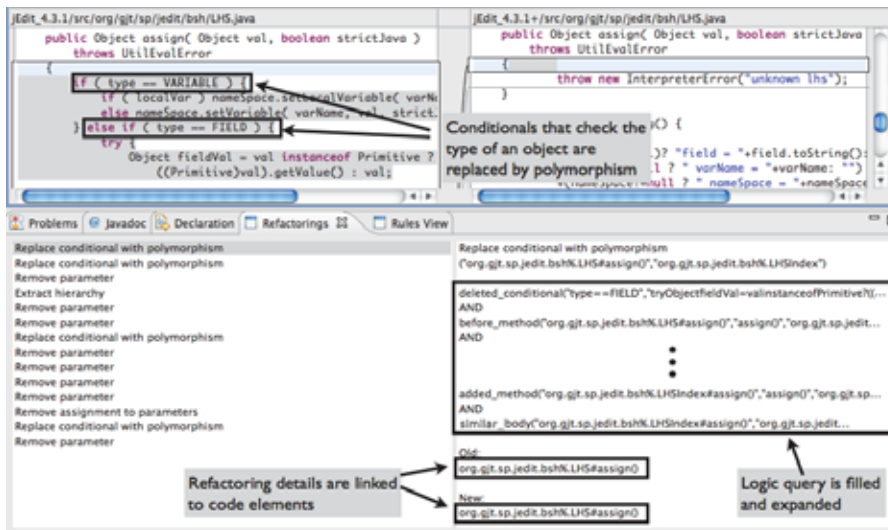 jEdit_4.3.1/src/org/gjt/sp/jedit/bsh/LHS.java
public Object assign( Object val, boolean strictJava )
throws UtilEvalError
{
if ( type == VARIABLE ) {
if ( localVar ) nameSpace.setLocalVariable( varN
else nameSpace.setVariable( varName, val, strict
} else if ( type == FIELD ) {
try {
Object fieldVal = val instanceof Primitive ?
((Primitive)val).getValue() : val;
jEdit_4.3.1+/src/org/gjt/sp/jedit/bsh/LHS.java
public Object assign( Object val, boolean strictJava
throws UtilEvalError
{
throw new InterpreterError("unknown lhs");
}
() {
)? "field = "+field.toString():
ll ? " varName = "+varName: "")
+(nameSpace!=null ? " nameSpace = "+nameSpace
Conditionals that check the
type of an object are
replaced by polymorphism
Problems
Javadoc
Declaration
Refactorings
Rules View
Replace conditional with polymorphism
Replace conditional with polymorphism
Remove parameter
Extract hierarchy
Remove parameter
Remove parameter
Replace conditional with polymorphism
Remove parameter
Remove parameter
Remove parameter
Remove parameter
Remove assignment to parameters
Replace conditional with polymorphism
Remove parameter
Replace conditional with polymorphism
("org.gjt.sp.jedit.bsh%.LHS#assign()","org.gjt.sp.jedit.bsh%.LHSIndex")
deleted_conditional("type==FIELD","tryObjectfieldVal=valinstanceofPrimitive?((...
AND
before_method("org.gjt.sp.jedit.bsh%.LHS#assign()","assign()","org.gjt.sp.jedit...
AND
added_method("org.gjt.sp.jedit.bsh%.LHSIndex#assign()","assign()","org.gjt.sp...
AND
similar_body("org.gjt.sp.jedit.bsh%.LHSIndex#assign()","org.gjt.sp.jedit...
Old:
org.gjt.sp.jedit.bsh%.LHS#assign()
New:
org.gjt.sp.jedit.bsh%.LHS#assign()
Refactoring details are linked
to code elements
Logic query is filled
and expanded